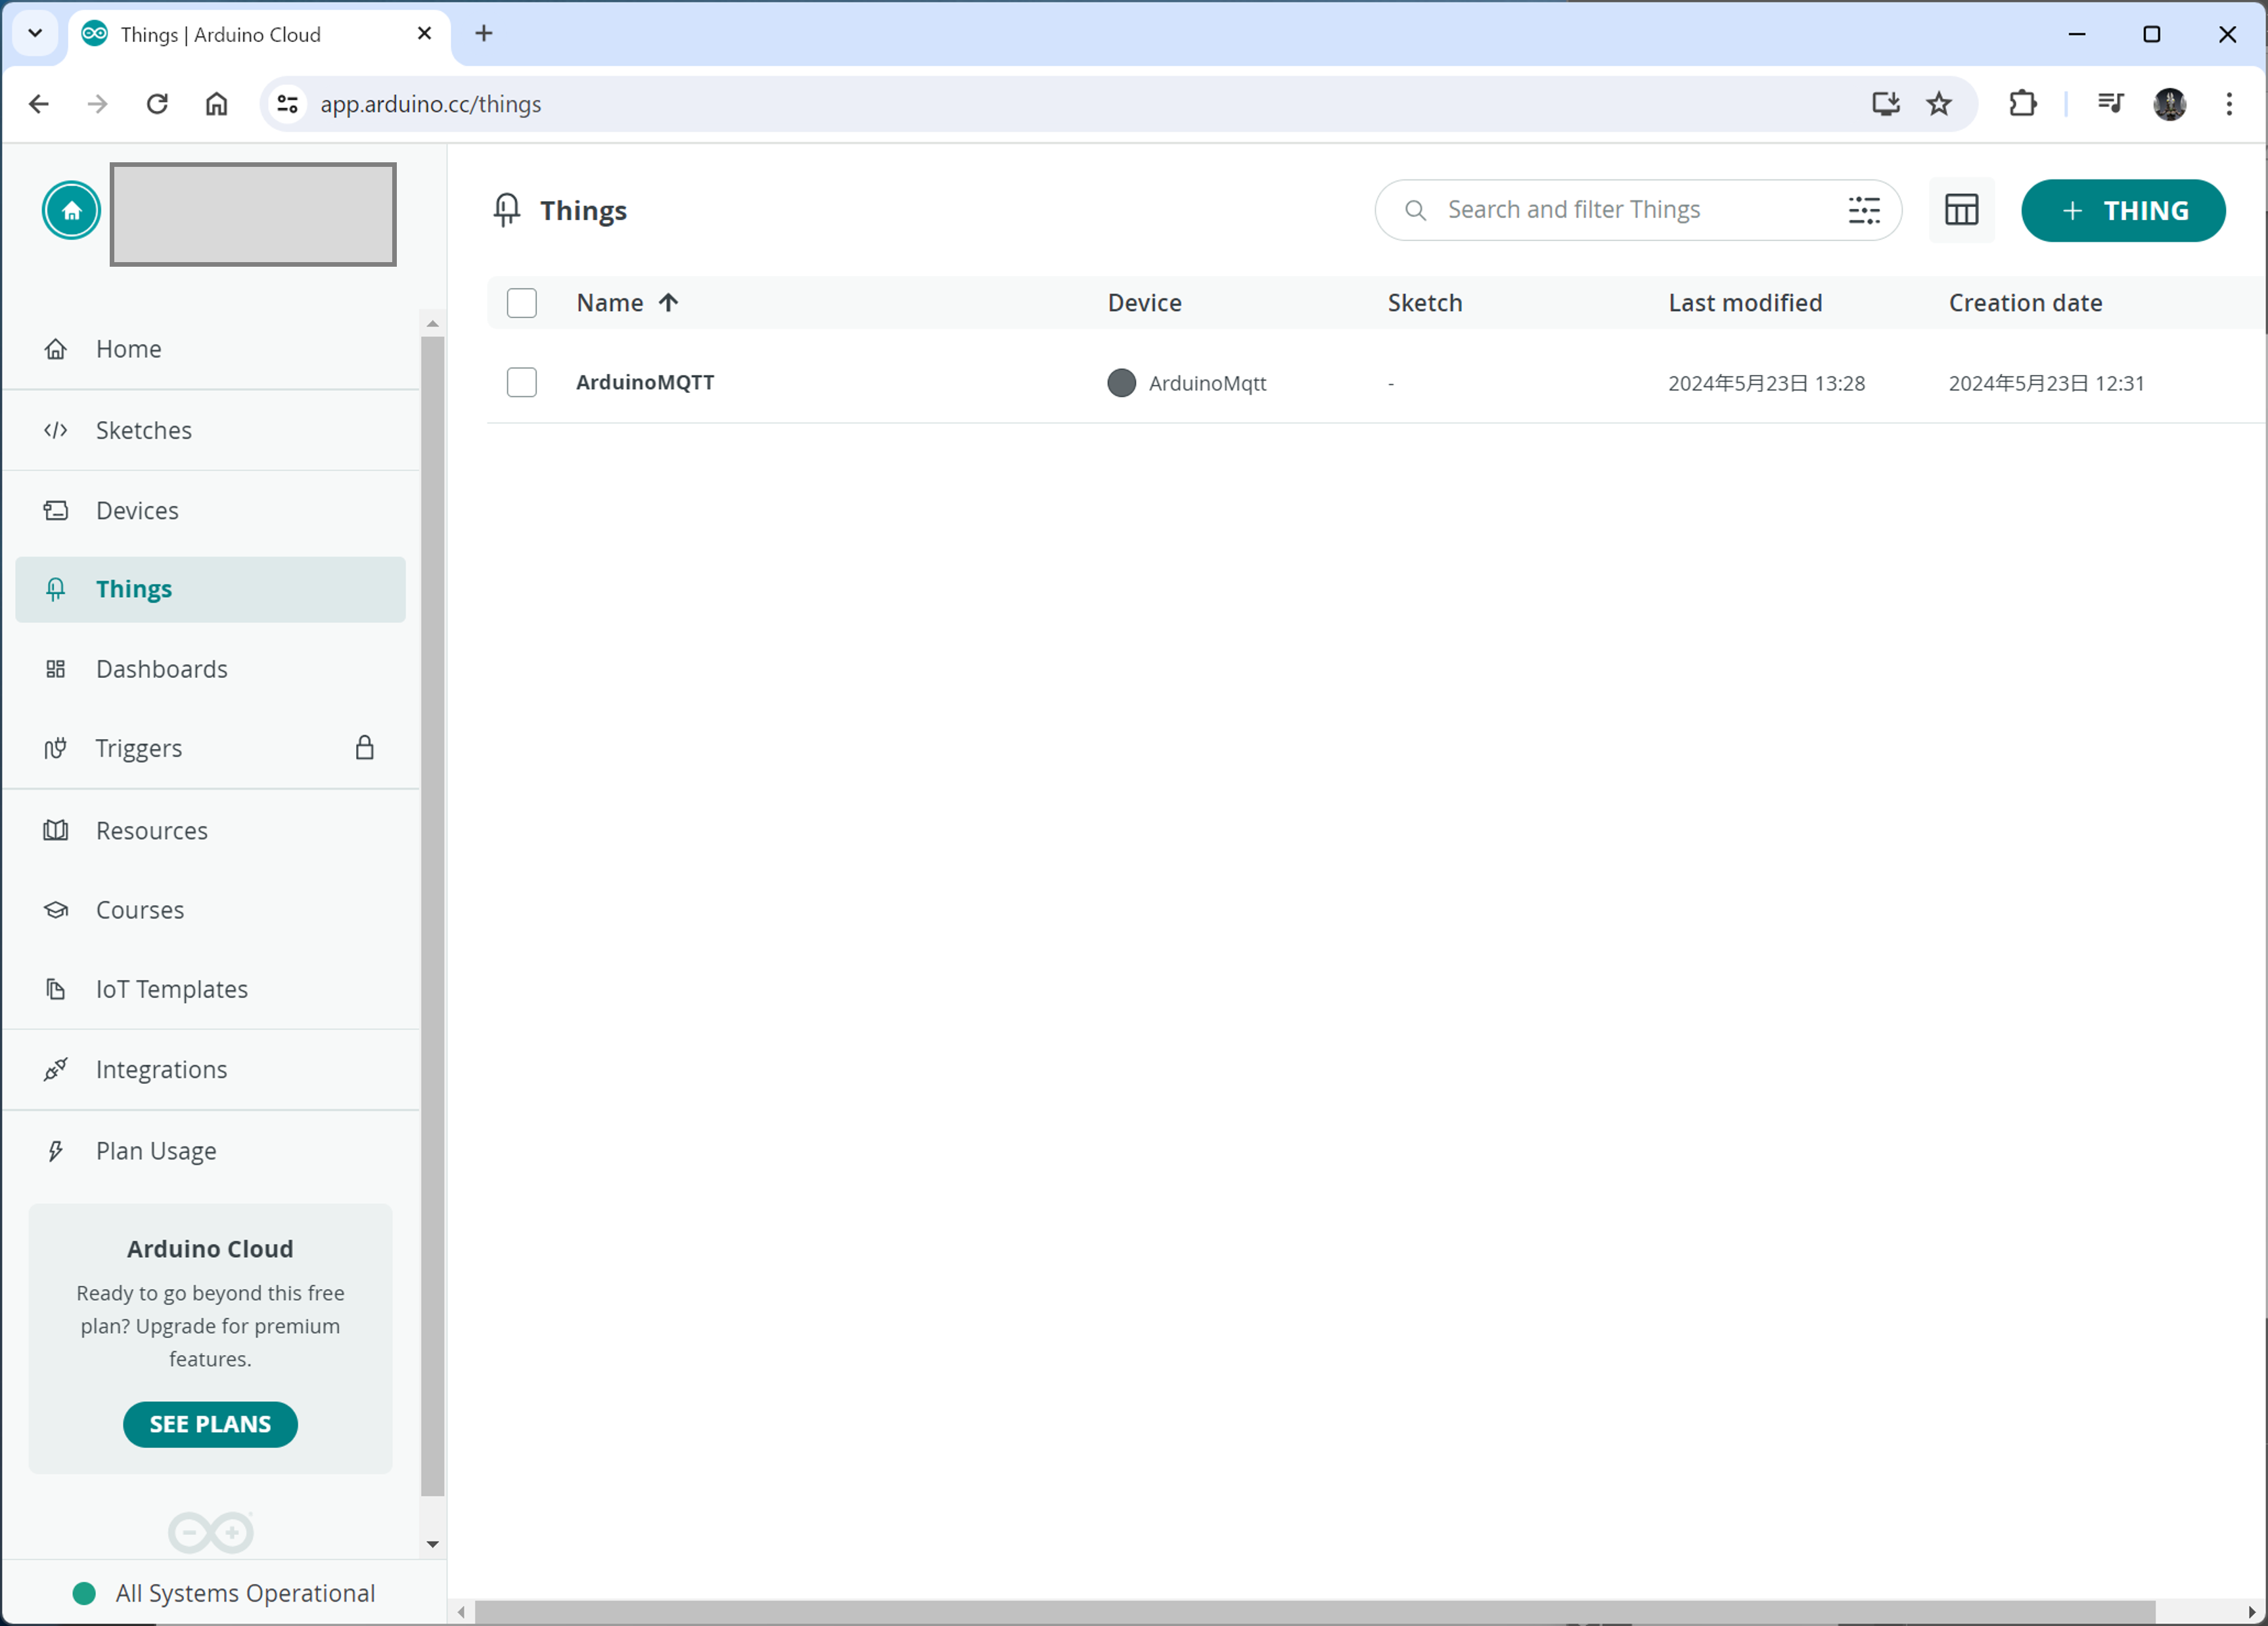 Things | Arduino Cloud
app.arduino.cc/things
Home
Sketches
Devices
Things
Dashboards
Triggers
Resources
Courses
IoT Templates
Integrations
Plan Usage
Arduino Cloud
Ready to go beyond this free
plan? Upgrade for premium
features.
SEE PLANS
All Systems Operational
Things
Search and filter Things
+ THING
Name Device Sketch Last modified Creation date
ArduinoMQTT ArduinoMqtt - 2024年5月23日 13:28 2024年5月23日 12:31